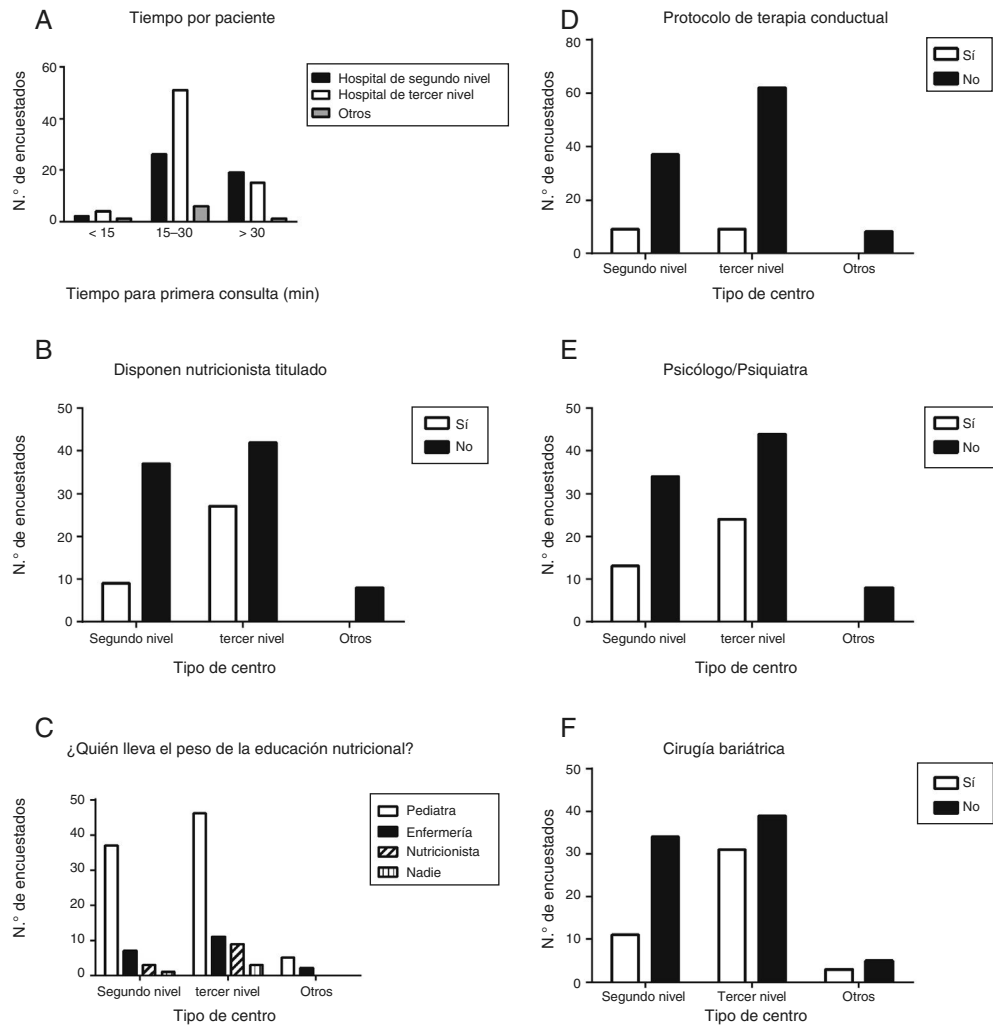 A
Tiempo por paciente
N.° de encuestados
60
40
20
0
< 15
15–30
> 30
Tiempo para primera consulta (min)
Hospital de segundo nivel
Hospital de tercer nivel
Otros
B
Disponen nutricionista titulado
N.° de encuestados
50
40
30
20
10
0
Segundo nivel
tercer nivel
Otros
Tipo de centro
Sí
No
C
¿Quién lleva el peso de la educación nutricional?
N.° de encuestados
50
40
30
20
10
0
Segundo nivel
tercer nivel
Otros
Tipo de centro
Pediatra
Enfermería
Nutricionista
Nadie
D
Protocolo de terapia conductual
N.° de encuestados
80
60
40
20
0
Segundo nivel
tercer nivel
Otros
Tipo de centro
Sí
No
E
Psicólogo/Psiquiatra
N.° de encuestados
50
40
30
20
10
0
Segundo nivel
tercer nivel
Otros
Tipo de centro
Sí
No
F
Cirugía bariátrica
N.° de encuestados
50
40
30
20
10
0
Segundo nivel
Tercer nivel
Otros
Tipo de centro
Sí
No